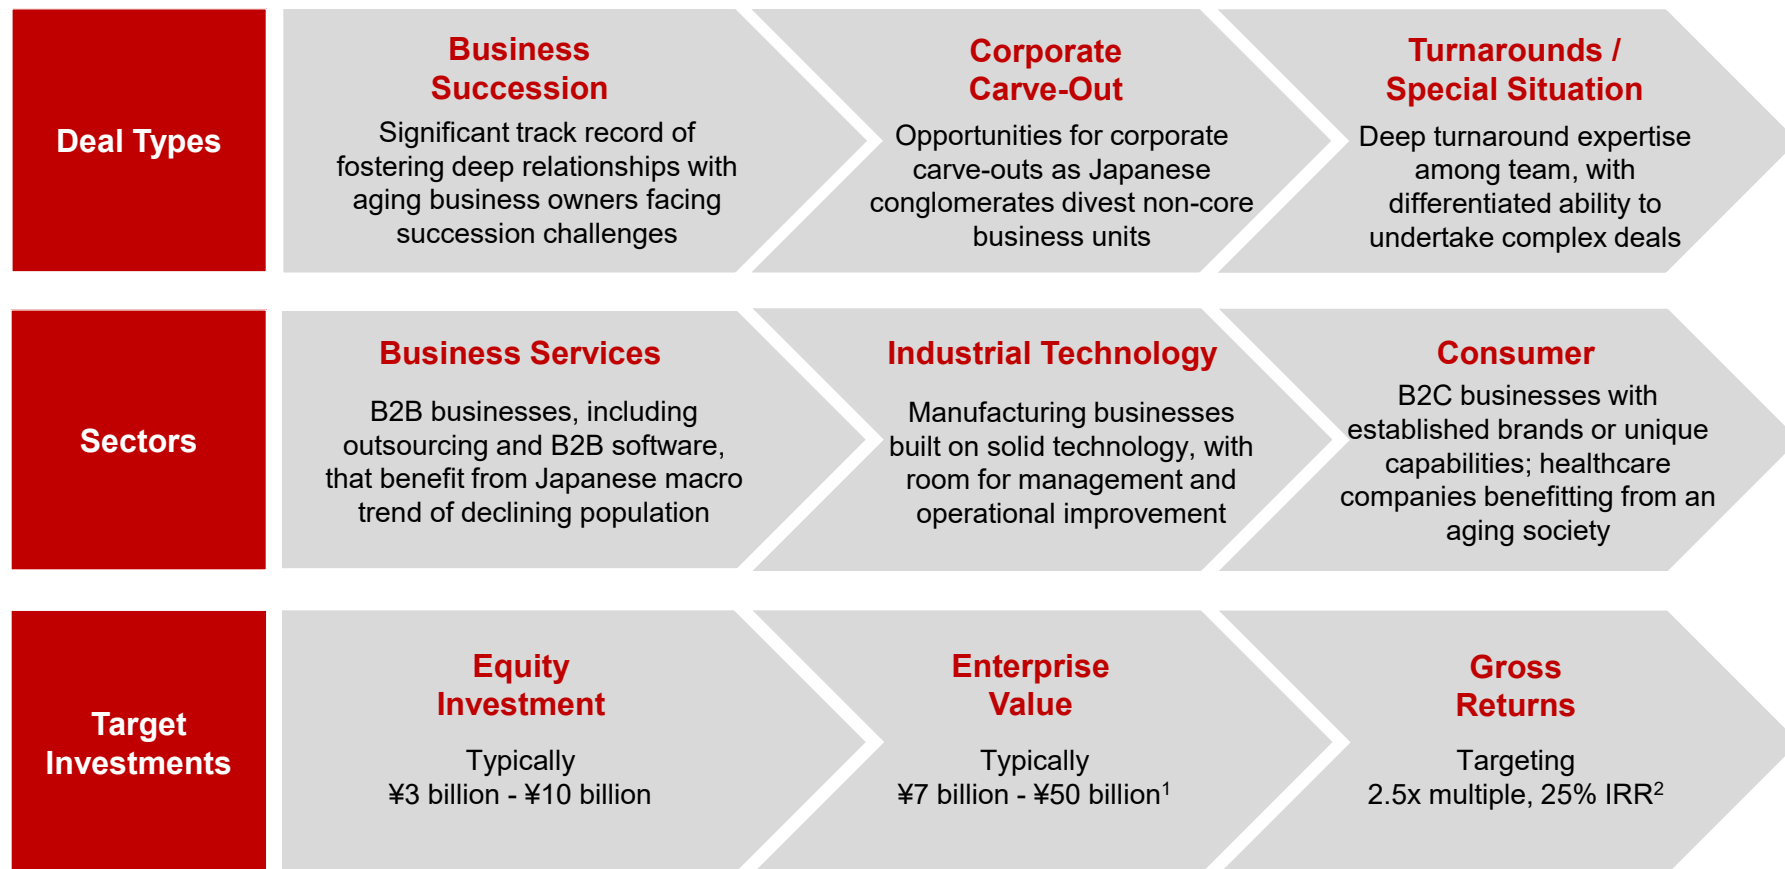 Deal Types
Business
Succession
Significant track record of
fostering deep relationships with
aging business owners facing
succession challenges
Corporate
Carve-Out
Opportunities for corporate
carve-outs as Japanese
conglomerates divest non-core
business units
Turnarounds /
Special Situation
Deep turnaround expertise
among team, with
differentiated ability to
undertake complex deals
Sectors
Business Services
B2B businesses, including
outsourcing and B2B software,
that benefit from Japanese macro
trend of declining population
Industrial Technology
Manufacturing businesses
built on solid technology, with
room for management and
operational improvement
Consumer
B2C businesses with
established brands or unique
capabilities; healthcare
companies benefitting from an
aging society
Target
Investments
Equity
Investment
Typically
¥3 billion - ¥10 billion
Enterprise
Value
Typically
¥7 billion - ¥50 billion¹
Gross
Returns
Targeting
2.5x multiple, 25% IRR²